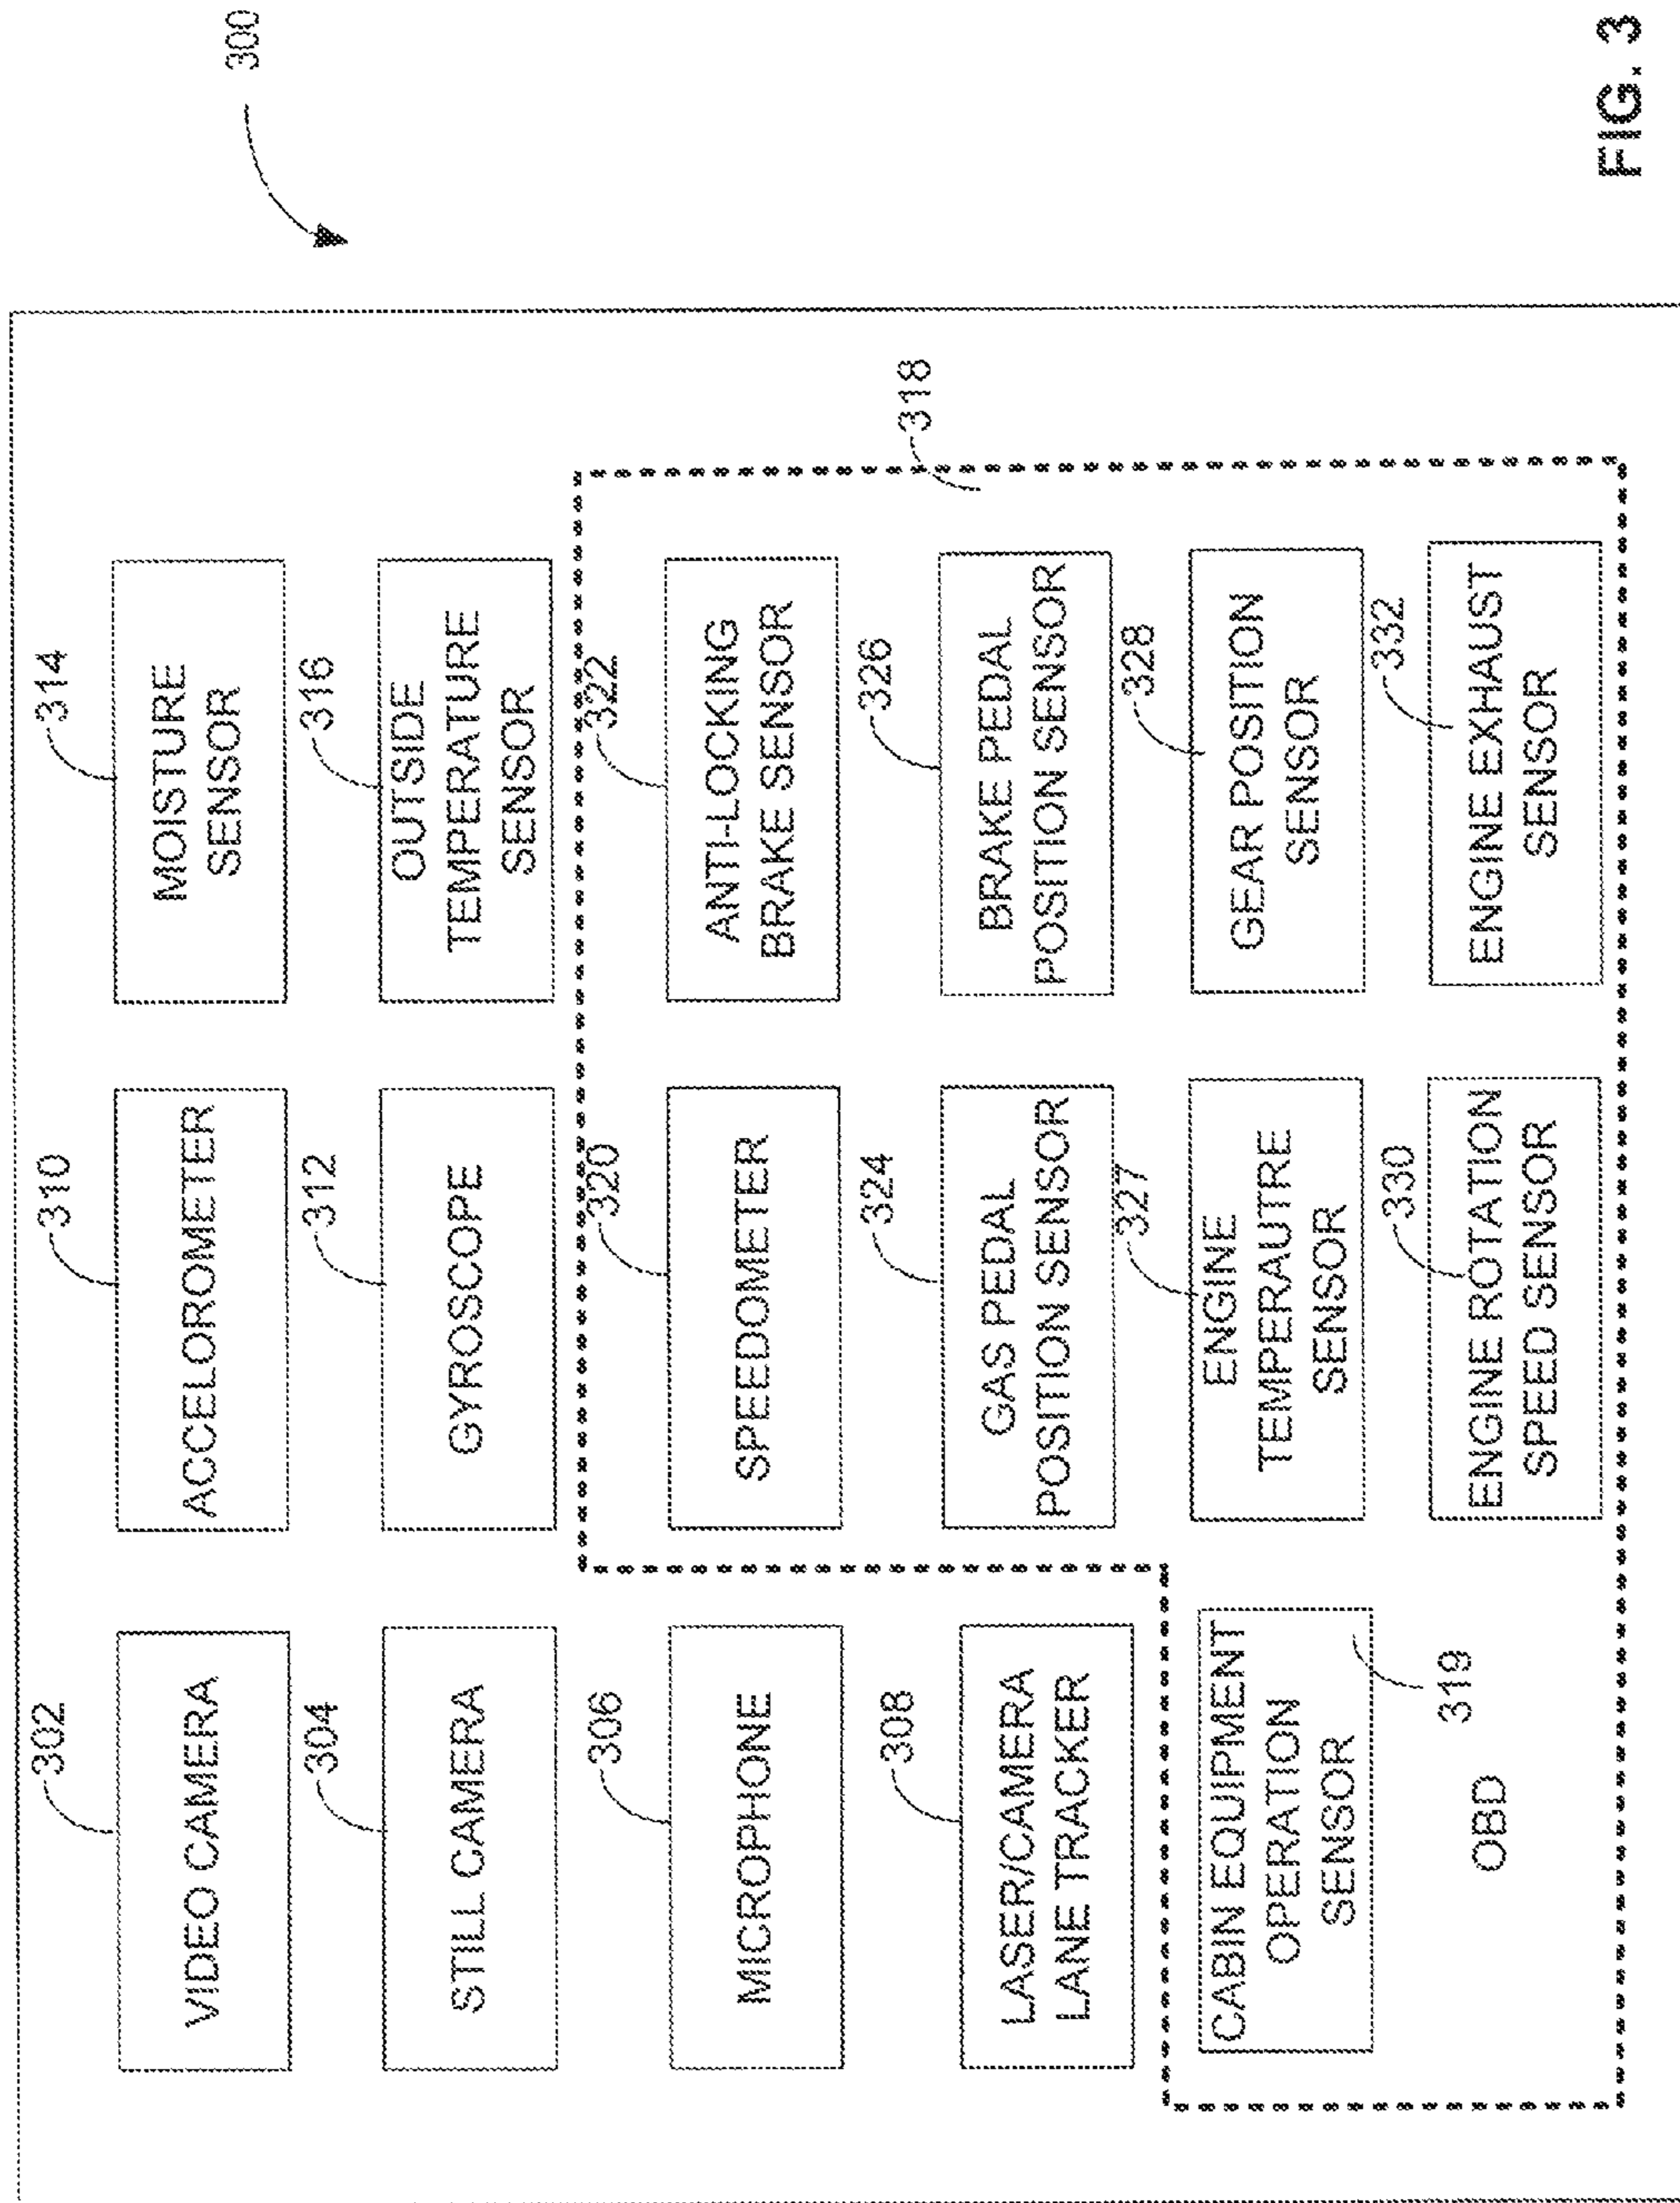 300
302
VIDEO CAMERA
310
ACCELOROMETER
314
MOISTURE
SENSOR
304
STILL CAMERA
312
GYROSCOPE
316
OUTSIDE
TEMPERATURE
SENSOR
306
MICROPHONE
320
SPEEDOMETER
322
ANTI-LOCKING
BRAKE SENSOR
318
308
LASER/CAMERA
LANE TRACKER
324
GAS PEDAL
POSITION SENSOR
326
BRAKE PEDAL
POSITION SENSOR
CABIN EQUIPMENT
OPERATION
SENSOR
319
327
ENGINE
TEMPERAUTRE
SENSOR
328
GEAR POSITION
SENSOR
OBD
330
ENGINE ROTATION
SPEED SENSOR
332
ENGINE EXHAUST
SENSOR
FIG. 3